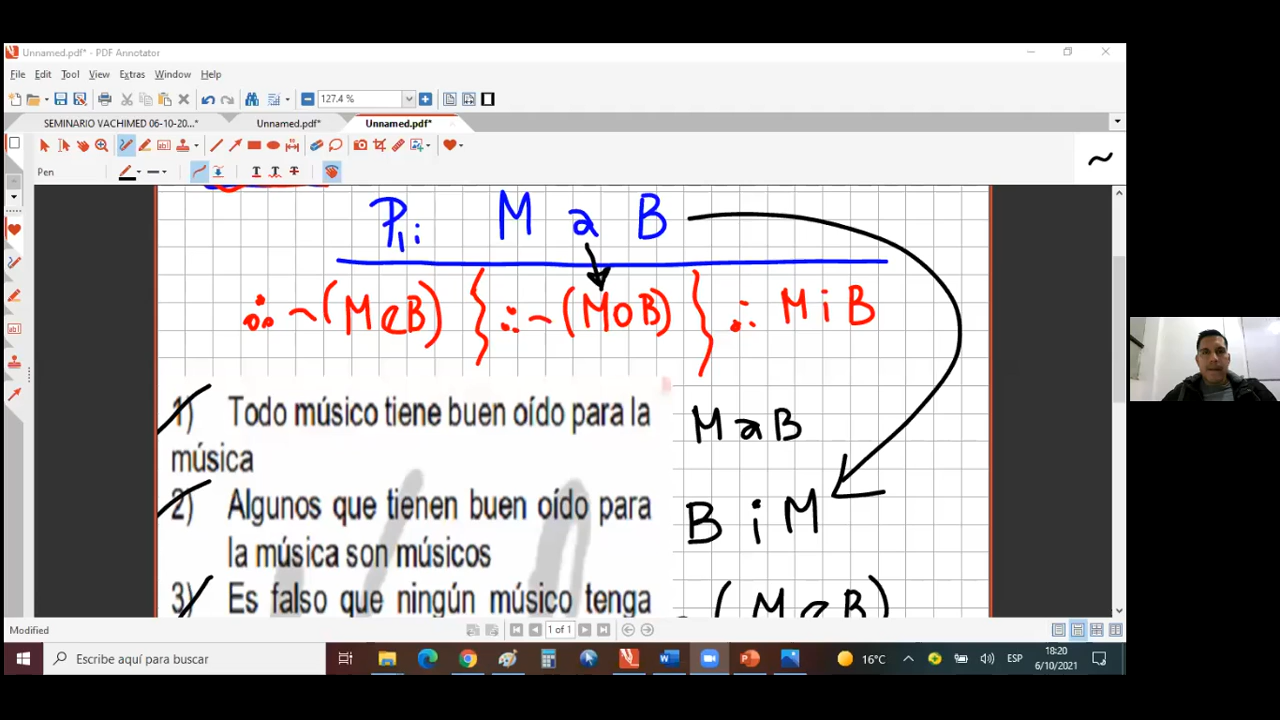 Unnamed.pdf* - PDF Annotator
File Edit Tool View Extras Window Help
127.4 %
SEMINARIO VACHIMED 06-10-20...* Unnamed.pdf* Unnamed.pdf*
Pen
P1: M a B
∴ ~(MeB) } ∴ ~(MoB) } ∴ M i B
1) Todo músico tiene buen oído para la
música
M a B
2) Algunos que tienen buen oído para
la música son músicos
B i M
3) Es falso que ningún músico tenga
(M e B)
Modified
1 of 1
Escribe aquí para buscar
16°C
ESP
18:20
6/10/2021